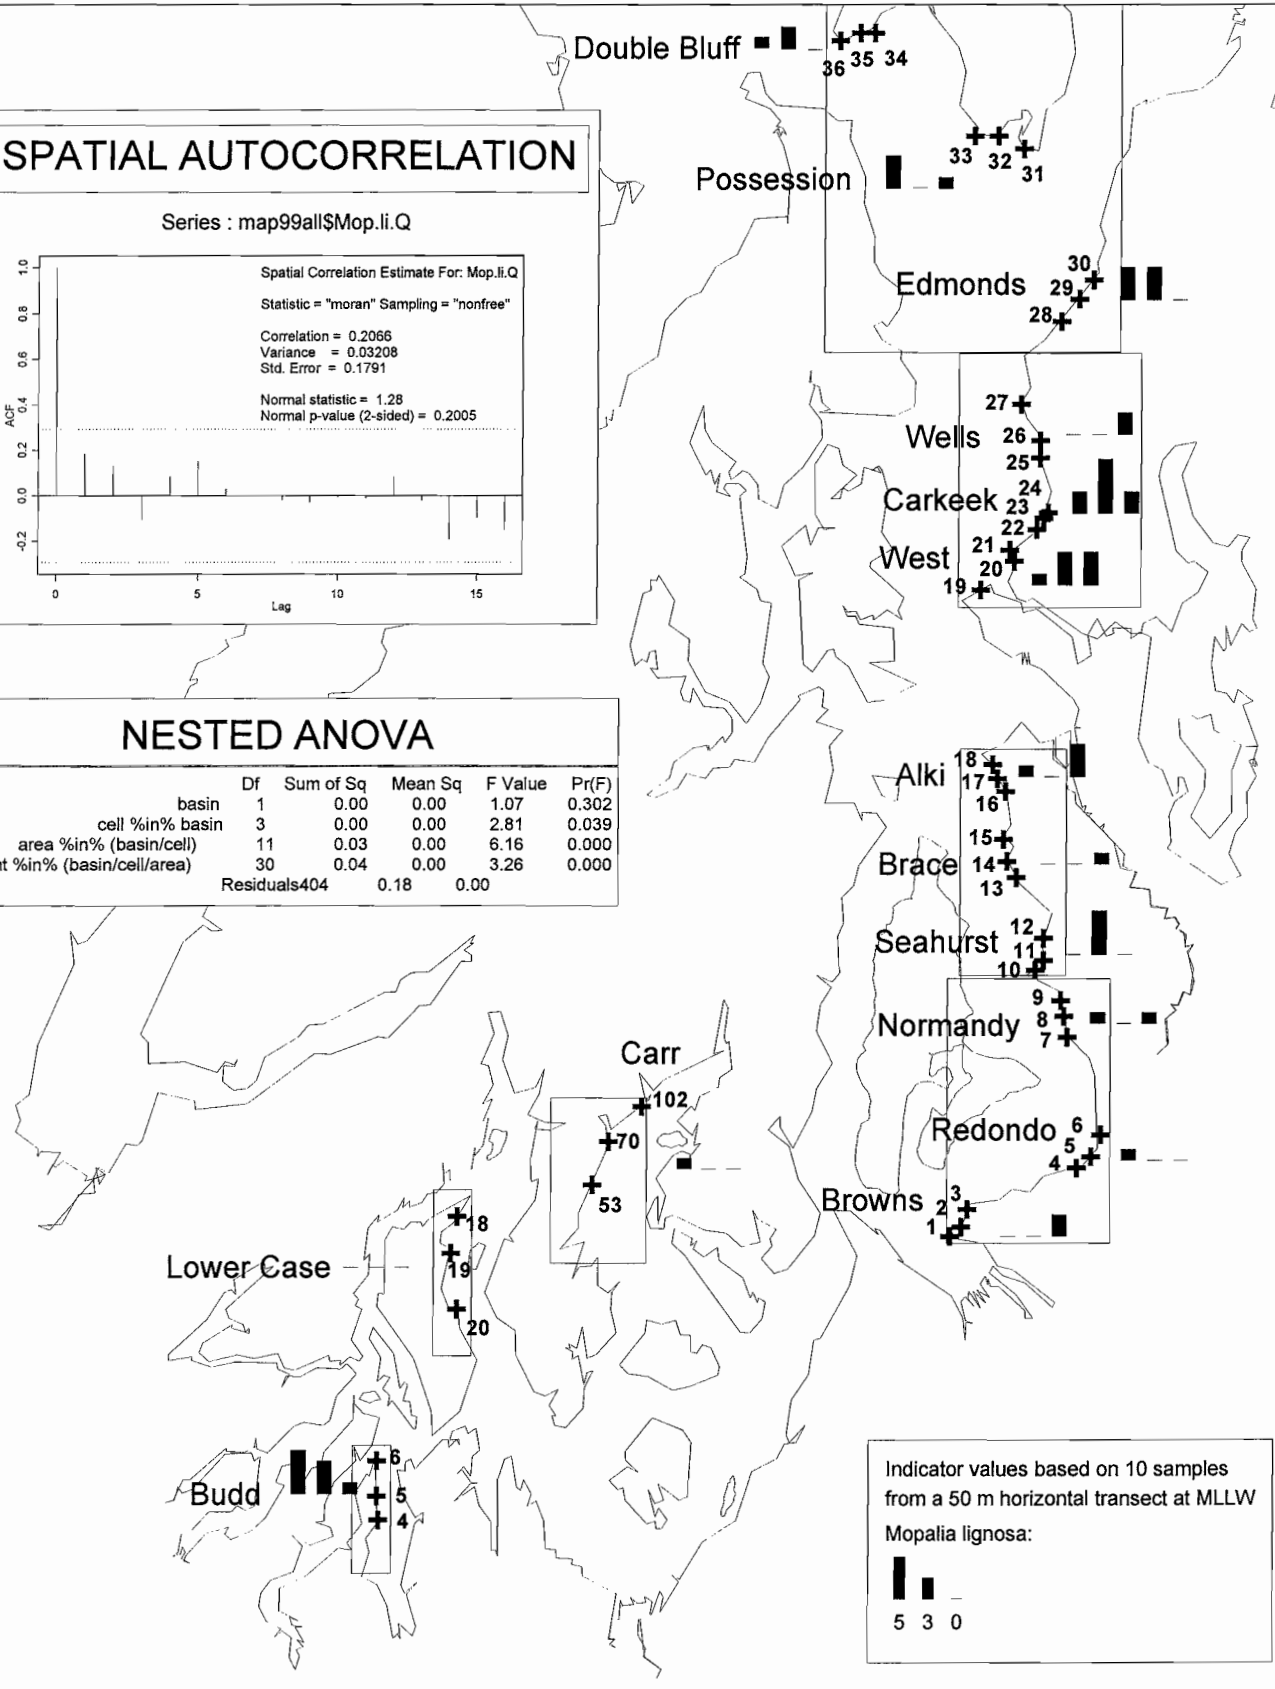 Double Bluff
36 35 34
33 32 31
Possession
SPATIAL AUTOCORRELATION
Series : map99all$Mop.li.Q
Spatial Correlation Estimate For: Mop.li.Q
Statistic = "moran" Sampling = "nonfree"
Correlation = 0.2066
Variance = 0.03208
Std. Error = 0.1791
Normal statistic = 1.28
Normal p-value (2-sided) = 0.2005
ACF
1.0
0.8
0.6
0.4
0.2
0.0
-0.2
0 5 10 15
Lag
30
Edmonds 29
28
27
Wells 26
25
24
Carkeek 23
22
21
West 20
19
NESTED ANOVA
Df Sum of Sq Mean Sq F Value Pr(F)
basin 1 0.00 0.00 1.07 0.302
cell %in% basin 3 0.00 0.00 2.81 0.039
area %in% (basin/cell) 11 0.03 0.00 6.16 0.000
t %in% (basin/cell/area) 30 0.04 0.00 3.26 0.000
Residuals404 0.18 0.00
18
Alki 17
16
15
Brace 14
13
12
Seahurst 11
10
9
Normandy 8
7
Carr
102
70
53
Redondo 6
5
4
Browns 3
2
1
18
Lower Case 19
20
6
Budd 5
4
Indicator values based on 10 samples
from a 50 m horizontal transect at MLLW
Mopalia lignosa:
5 3 0